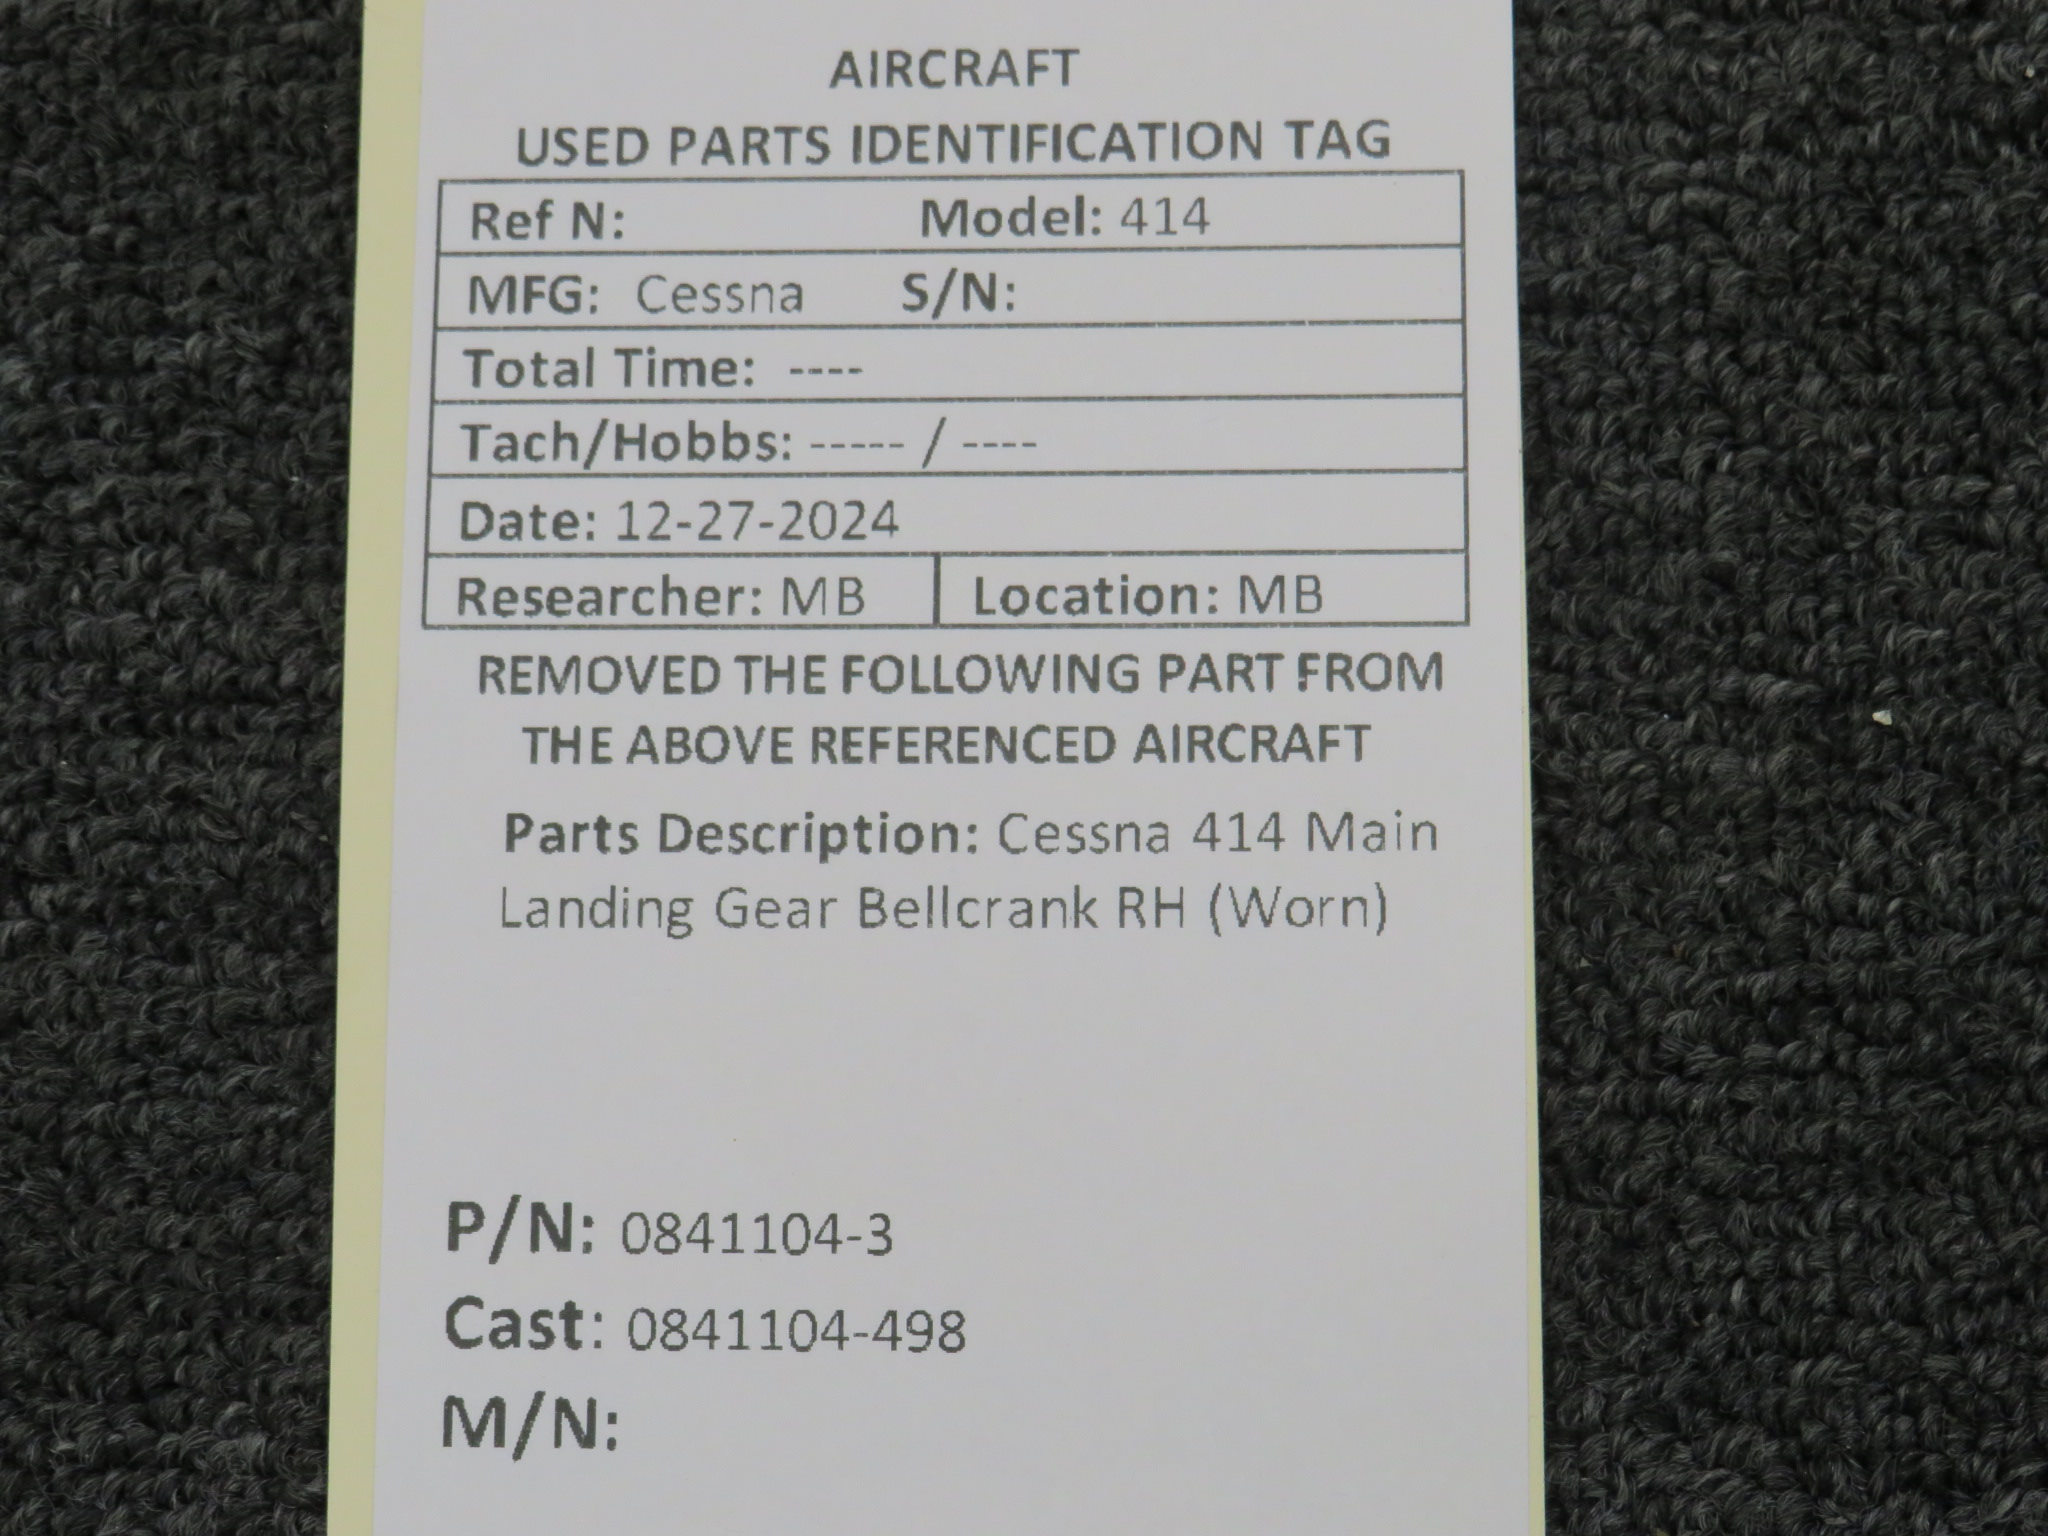 AIRCRAFT
USED PARTS IDENTIFICATION TAG
Ref N: Model: 414
MFG: Cessna S/N:
Total Time: ----
Tach/Hobbs: ----- / ----
Date: 12-27-2024
Researcher: MB Location: MB
REMOVED THE FOLLOWING PART FROM
THE ABOVE REFERENCED AIRCRAFT
Parts Description: Cessna 414 Main
Landing Gear Bellcrank RH (Worn)
P/N: 0841104-3
Cast: 0841104-498
M/N: